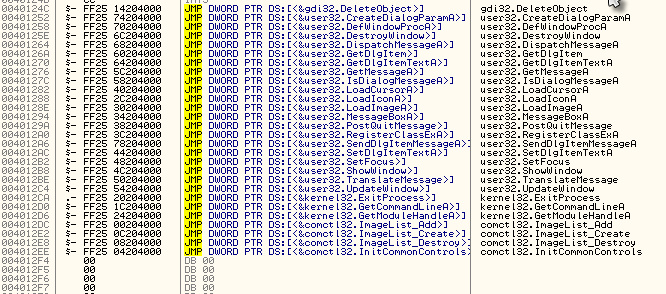 0040124C $- FF25 14204000 JMP DWORD PTR DS:[<&gdi32.DeleteObject>] gdi32.DeleteObject
00401252 $- FF25 74204000 JMP DWORD PTR DS:[<&user32.CreateDialogParamA>] user32.CreateDialogParamA
00401258 $- FF25 70204000 JMP DWORD PTR DS:[<&user32.DefWindowProcA>] user32.DefWindowProcA
0040125E $- FF25 6C204000 JMP DWORD PTR DS:[<&user32.DestroyWindow>] user32.DestroyWindow
00401264 $- FF25 68204000 JMP DWORD PTR DS:[<&user32.DispatchMessageA>] user32.DispatchMessageA
0040126A $- FF25 64204000 JMP DWORD PTR DS:[<&user32.GetDlgItem>] user32.GetDlgItem
00401270 $- FF25 60204000 JMP DWORD PTR DS:[<&user32.GetDlgItemTextA>] user32.GetDlgItemTextA
00401276 $- FF25 5C204000 JMP DWORD PTR DS:[<&user32.GetMessageA>] user32.GetMessageA
0040127C $- FF25 58204000 JMP DWORD PTR DS:[<&user32.IsDialogMessageA>] user32.IsDialogMessageA
00401282 $- FF25 40204000 JMP DWORD PTR DS:[<&user32.LoadCursorA>] user32.LoadCursorA
00401288 $- FF25 2C204000 JMP DWORD PTR DS:[<&user32.LoadIconA>] user32.LoadIconA
0040128E $- FF25 30204000 JMP DWORD PTR DS:[<&user32.LoadImageA>] user32.LoadImageA
00401294 $- FF25 34204000 JMP DWORD PTR DS:[<&user32.MessageBoxA>] user32.MessageBoxA
0040129A $- FF25 38204000 JMP DWORD PTR DS:[<&user32.PostQuitMessage>] user32.PostQuitMessage
004012A0 $- FF25 3C204000 JMP DWORD PTR DS:[<&user32.RegisterClassExA>] user32.RegisterClassExA
004012A6 $- FF25 78204000 JMP DWORD PTR DS:[<&user32.SendDlgItemMessageA>] user32.SendDlgItemMessageA
004012AC $- FF25 44204000 JMP DWORD PTR DS:[<&user32.SetDlgItemTextA>] user32.SetDlgItemTextA
004012B2 $- FF25 48204000 JMP DWORD PTR DS:[<&user32.SetFocus>] user32.SetFocus
004012B8 $- FF25 4C204000 JMP DWORD PTR DS:[<&user32.ShowWindow>] user32.ShowWindow
004012BE $- FF25 50204000 JMP DWORD PTR DS:[<&user32.TranslateMessage>] user32.TranslateMessage
004012C4 $- FF25 54204000 JMP DWORD PTR DS:[<&user32.UpdateWindow>] user32.UpdateWindow
004012CA .- FF25 20204000 JMP DWORD PTR DS:[<&kernel32.ExitProcess>] kernel32.ExitProcess
004012D0 $- FF25 1C204000 JMP DWORD PTR DS:[<&kernel32.GetCommandLineA>] kernel32.GetCommandLineA
004012D6 $- FF25 24204000 JMP DWORD PTR DS:[<&kernel32.GetModuleHandleA>] kernel32.GetModuleHandleA
004012DC $- FF25 00204000 JMP DWORD PTR DS:[<&comctl32.ImageList_Add>] comctl32.ImageList_Add
004012E2 $- FF25 0C204000 JMP DWORD PTR DS:[<&comctl32.ImageList_Create>] comctl32.ImageList_Create
004012E8 $- FF25 08204000 JMP DWORD PTR DS:[<&comctl32.ImageList_Destroy>] comctl32.ImageList_Destroy
004012EE $- FF25 04204000 JMP DWORD PTR DS:[<&comctl32.InitCommonControls> comctl32.InitCommonControls
004012F4 00 DB 00
004012F5 00 DB 00
004012F6 00 DB 00
004012F7 00 DB 00